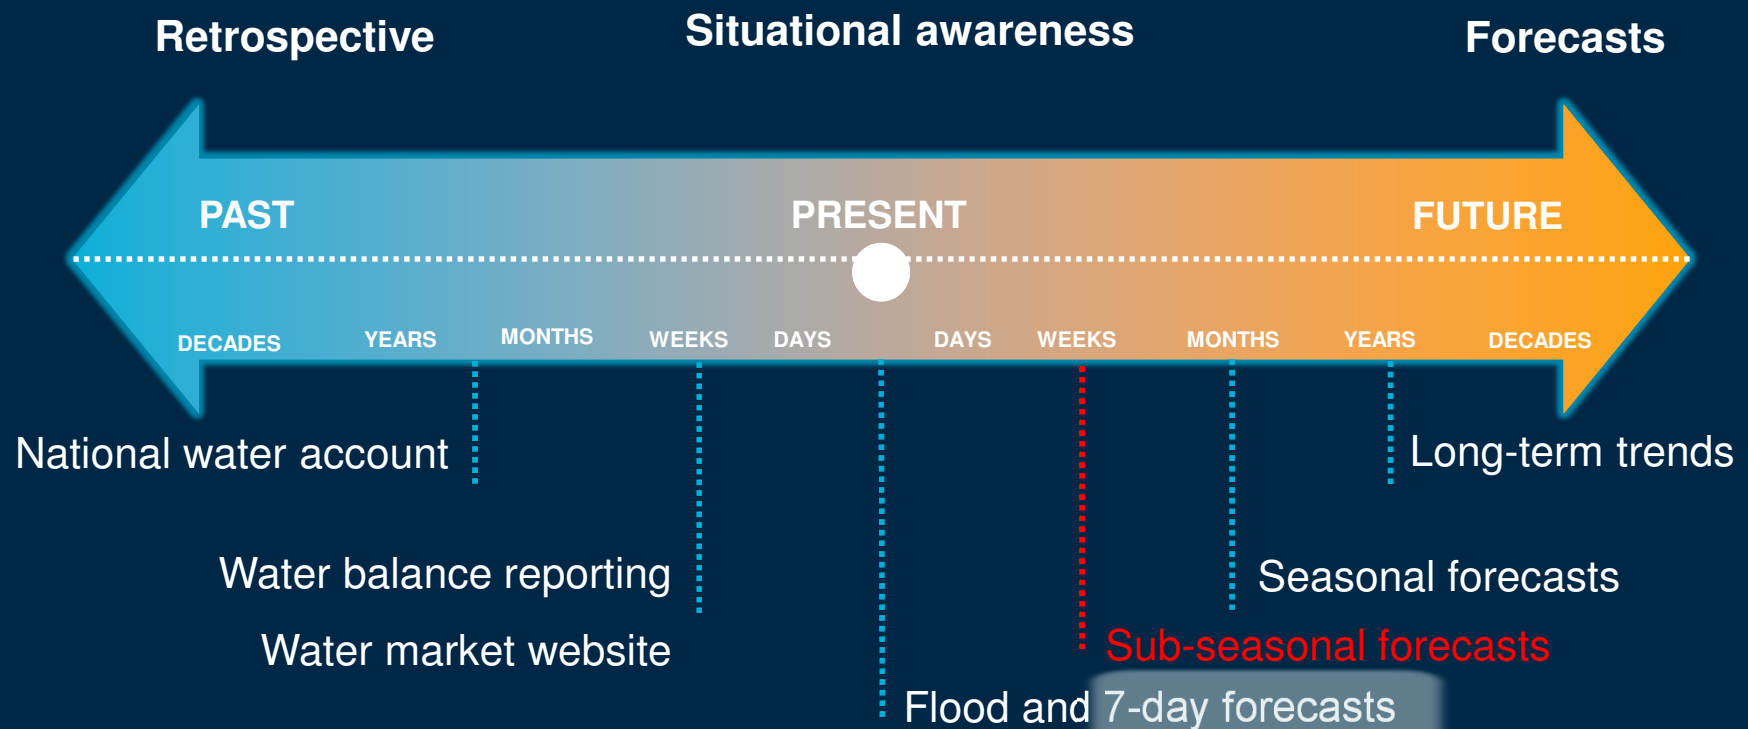 Retrospective
Situational awareness
Forecasts
PAST
PRESENT
FUTURE
DECADES
YEARS
MONTHS
WEEKS
DAYS
DAYS
WEEKS
MONTHS
YEARS
DECADES
National water account
Long-term trends
Water balance reporting
Seasonal forecasts
Water market website
Sub-seasonal forecasts
Flood and 7-day forecasts